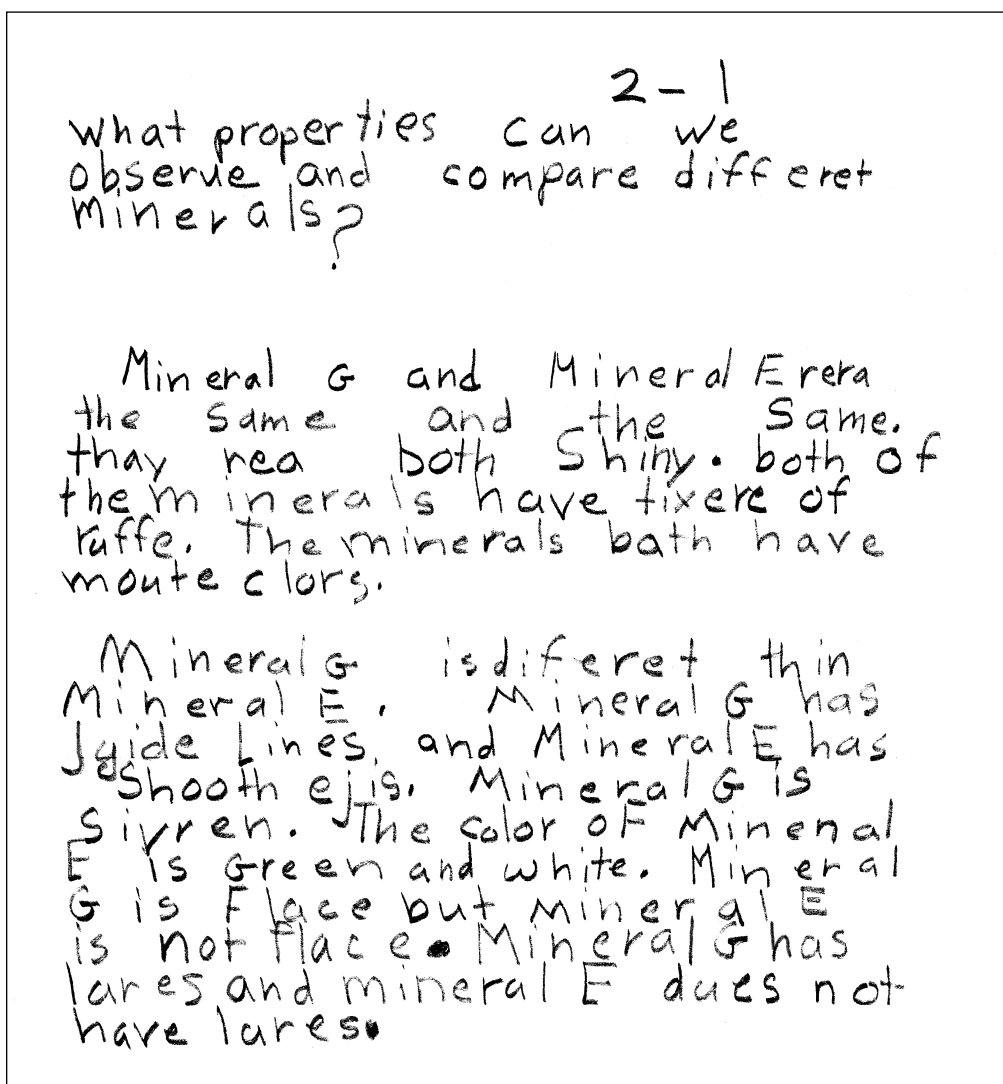 2-1
what properties can we
observe and compare differet
minerals?
Mineral G and Mineral E rera
the same and the same.
thay rea both Shiny. both of
the minerals have tixere of
ruffe. The minerals bath have
moute clors.
Mineral G isdiferet thin
Mineral E. Mineral G has
Lines, and Mineral E has
Shooth ejis. Mineral G is
Sivren. The color oF Minenal
E is Green and white. Mineral
G is Flace but mineral E
is not flace. Mineral G has
lares and mineral E dues not
have lares.